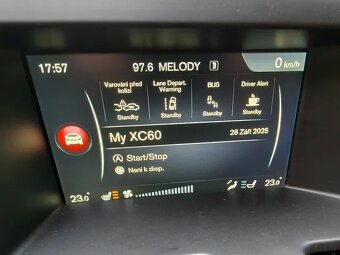 17:57
97.6 MELODY
0 km/h
Varování před kolizí
Standby
Lane Depart. Warning
Standby
BLIS
Standby
Driver Alert
Standby
My XC60
26 Září 2025
Start/Stop
Není k disp.
23.0°
23.0°